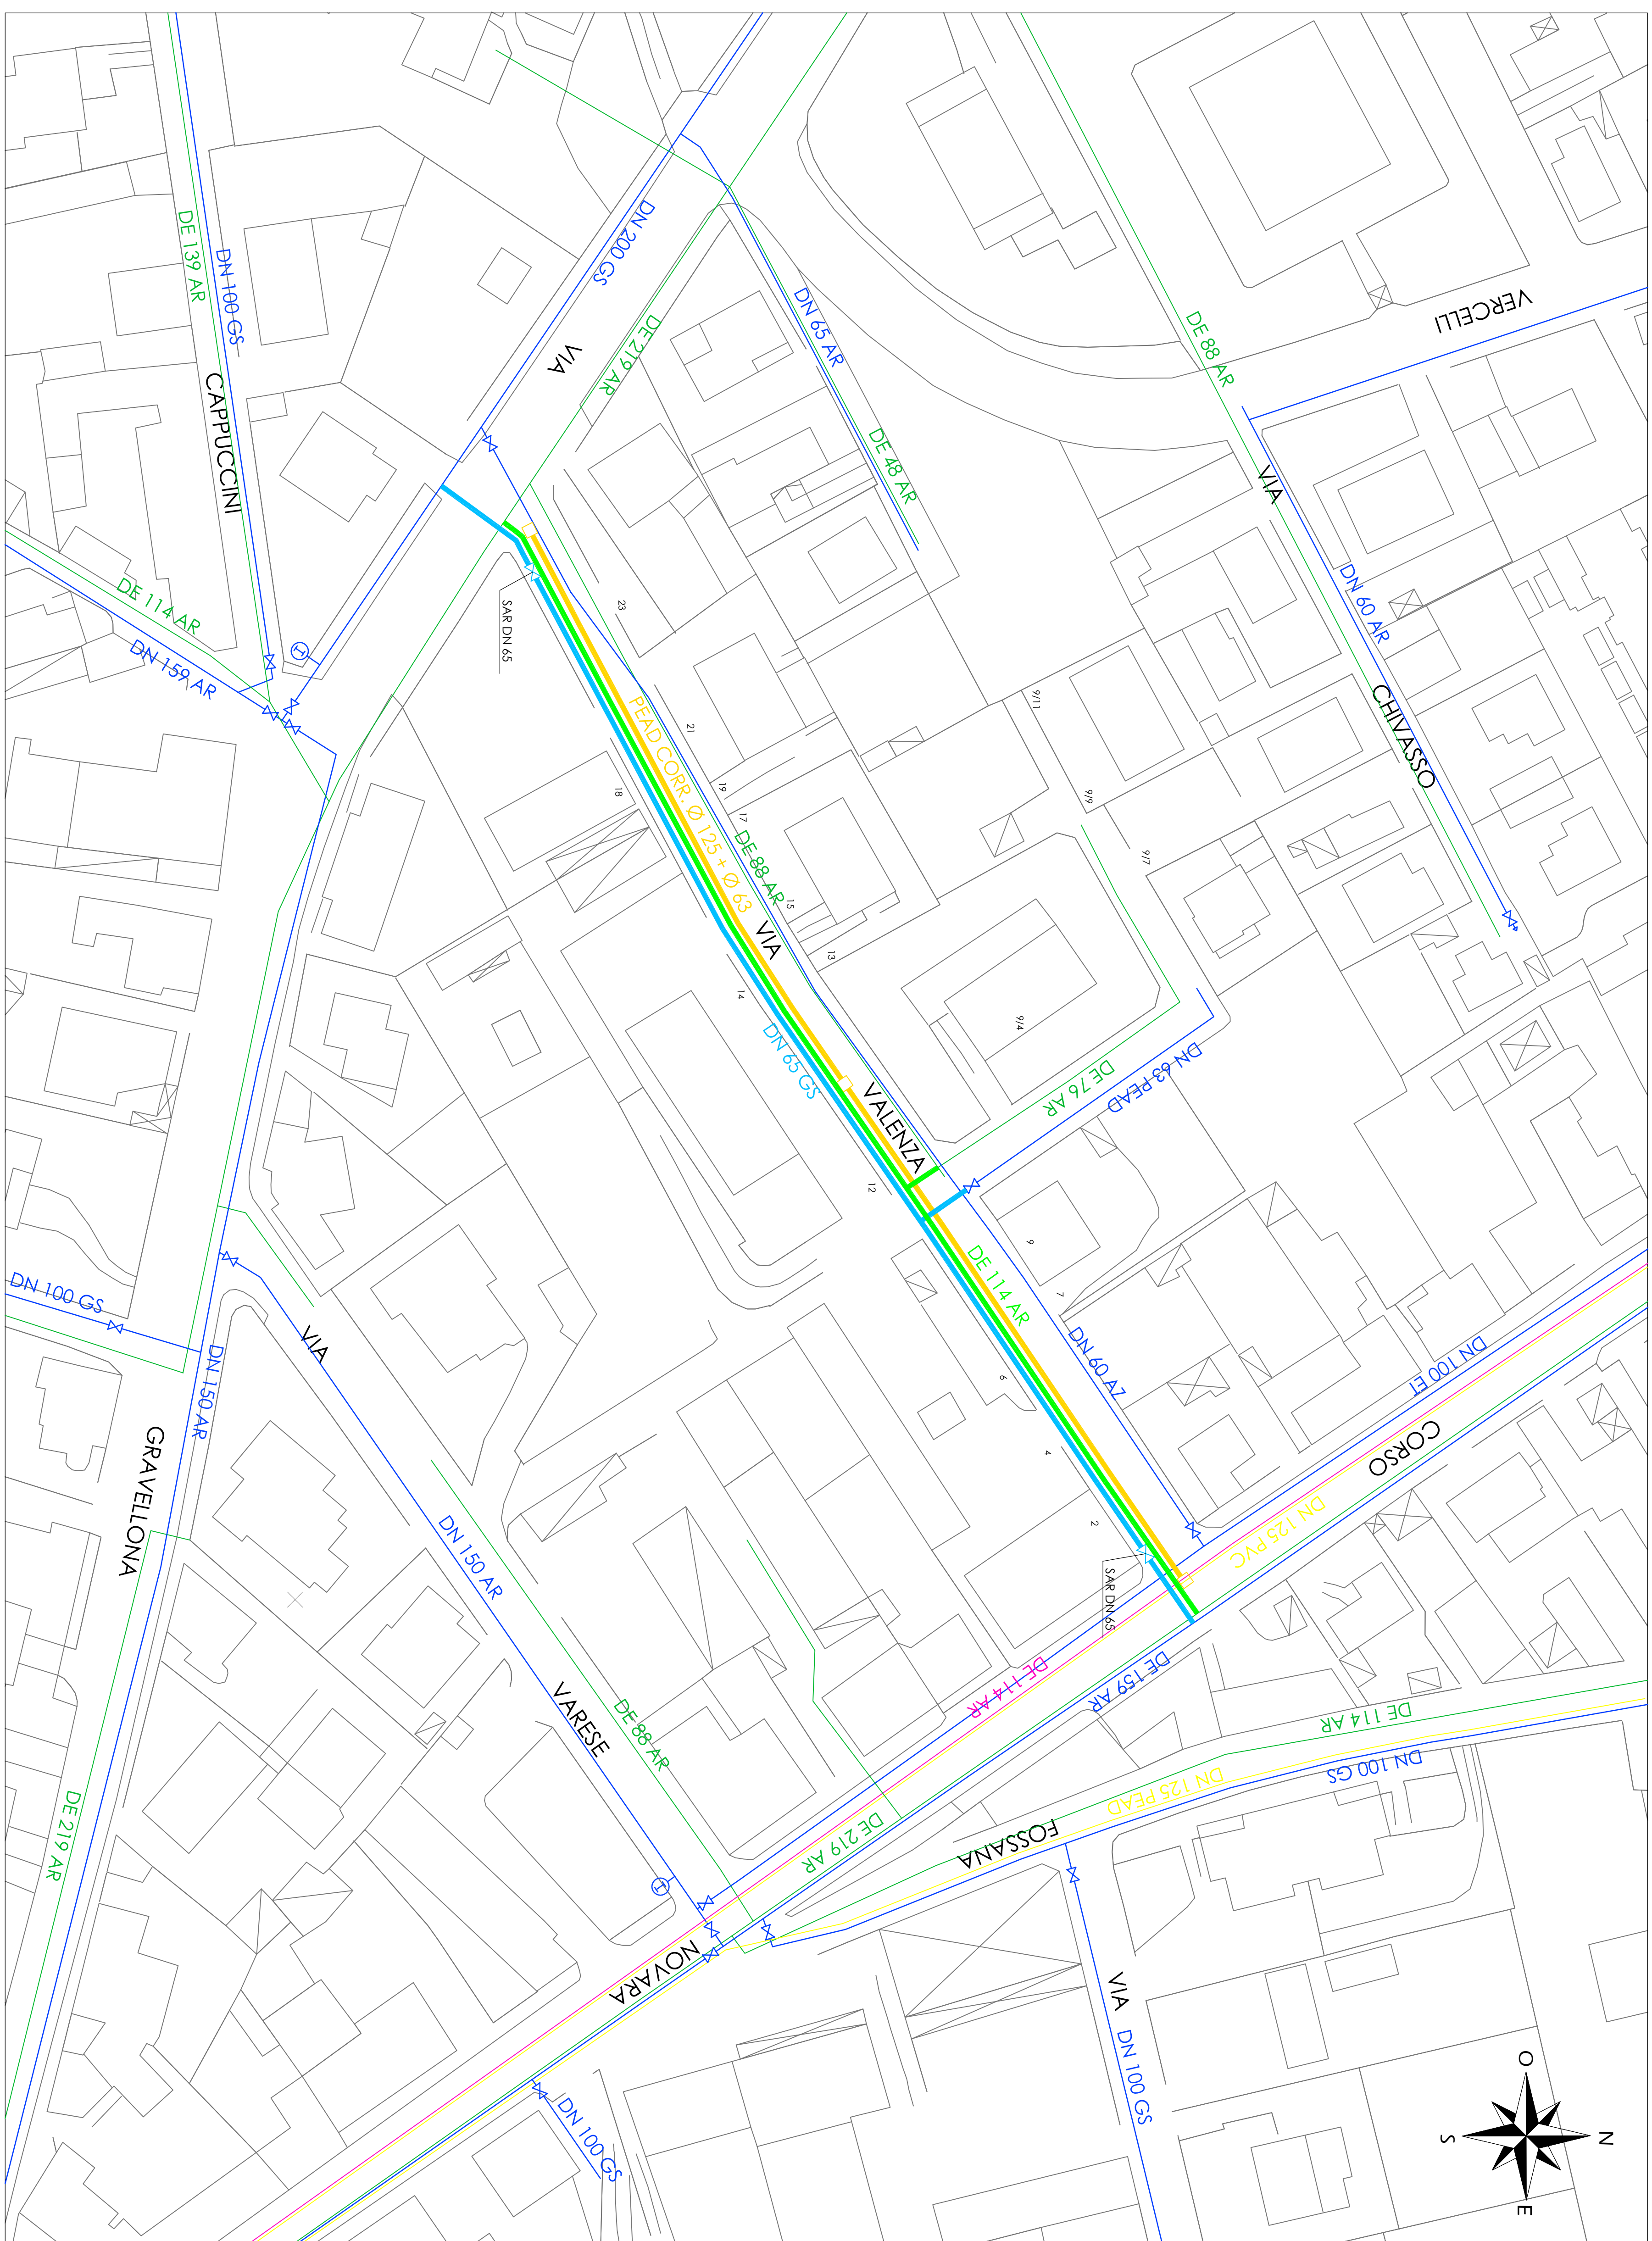 DE 139 AR
DN 100 GS
CAPPUCCINI
DN 200 GS
VIA
DE 219 AR
DN 65 AR
DE 48 AR
DE 88 AR
VERCELLI
VIA
DN 60 AR
CHIVASSO
DE 114 AR
DN 159 AR
SAR DN 65
23
21
19
17
15
13
18
14
12
PEAD CORR. Ø 125 + Ø 63
DE 88 AR
VIA
DN 65 GS
VALENZA
9/11
9/9
9/7
9/4
DE 76 AR
DN 63 PEAD
9
7
6
4
2
DE 114 AR
DN 60 AZ
SAR DN 65
DN 100 ET
CORSO
DN 125 PVC
DN 100 GS
DN 150 AR
GRAVELLONA
VIA
DN 150 AR
VARESE
DE 88 AR
DE 114 AR
DE 159 AR
DE 114 AR
DN 100 GS
DN 125 PEAD
FOSSANA
DE 219 AR
DE 219 AR
NOVARA
VIA
DN 100 GS
DN 100 GS
O
N
S
E